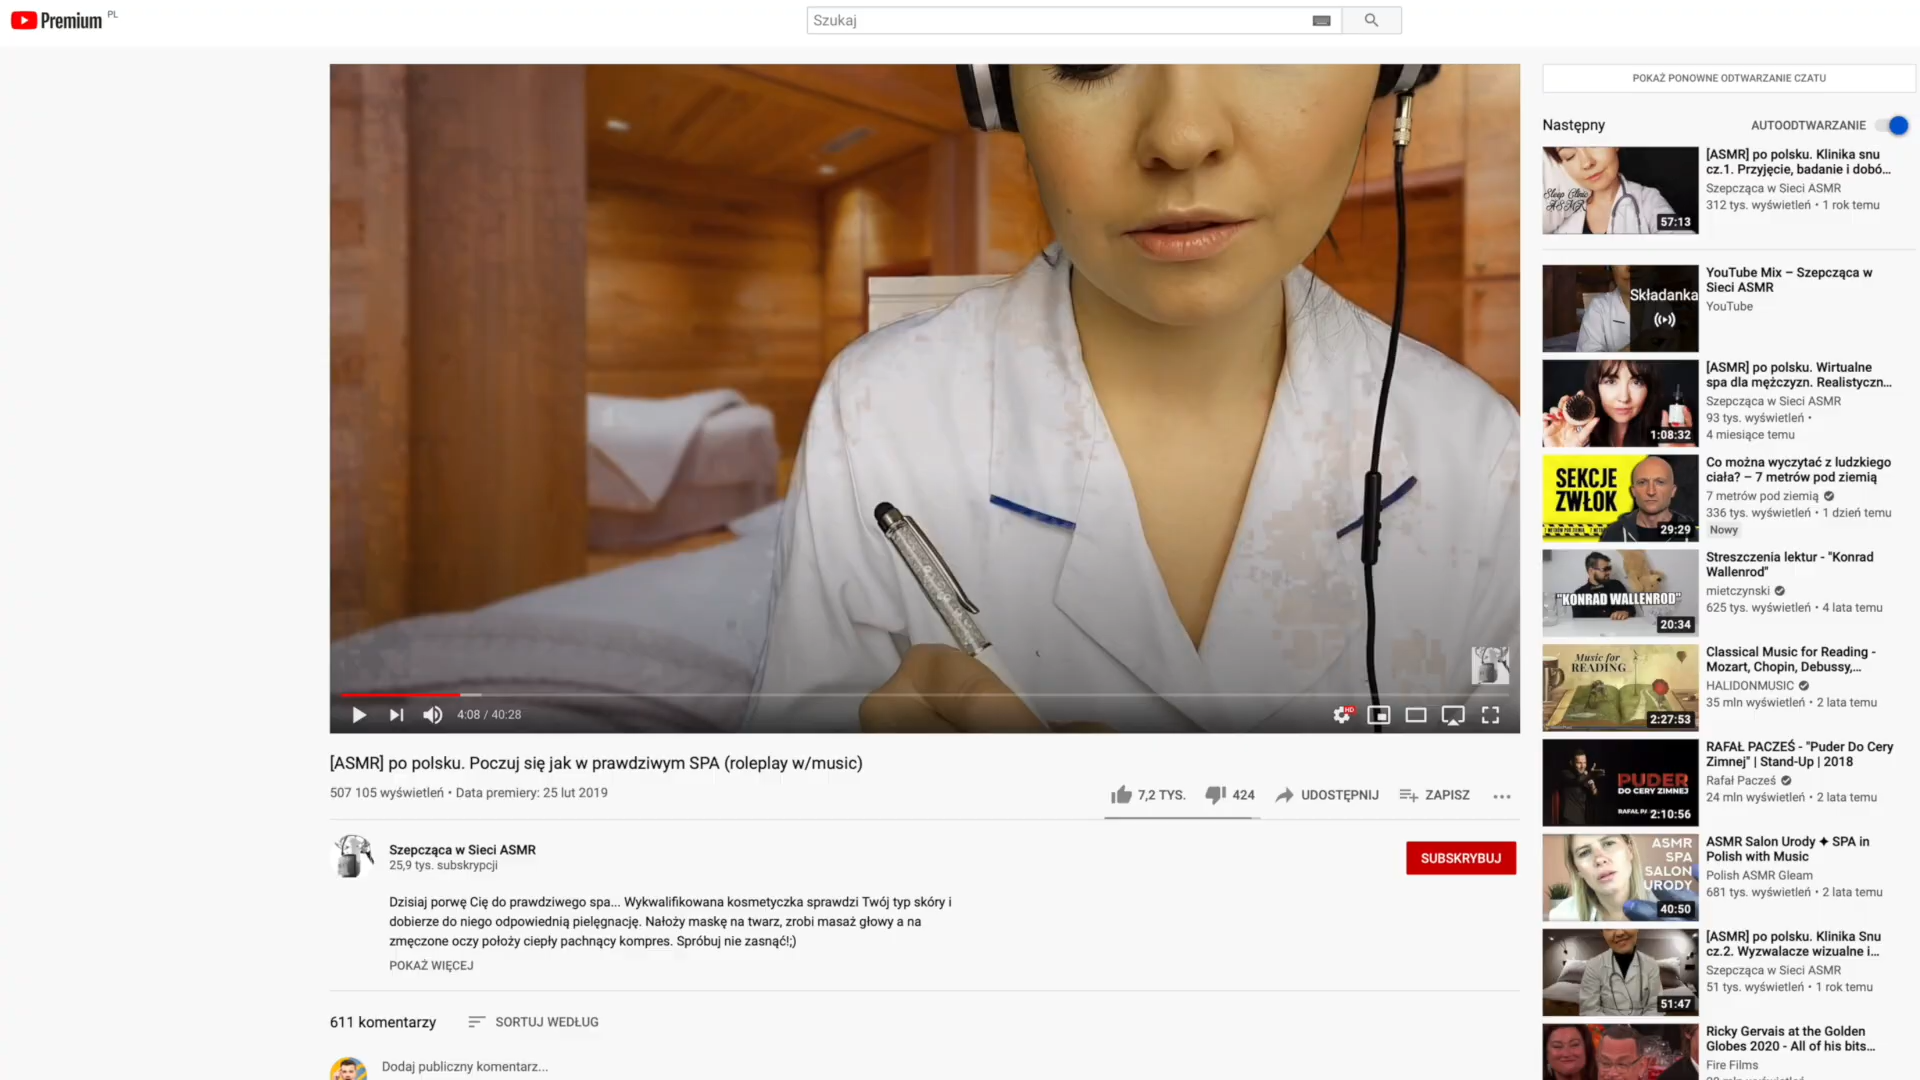 Premium PL
Szukaj
POKAŻ PONOWNE ODTWARZANIE CZATU
Następny
AUTOODTWARZANIE
[ASMR] po polsku. Klinika snu
cz.1. Przyjęcie, badanie i dobó...
Szepcząca w Sieci ASMR
312 tys. wyświetleń • 1 rok temu
Sleep Clinic
ASMR
57:13
YouTube Mix – Szepcząca w
Sieci ASMR
YouTube
Składanka
[ASMR] po polsku. Wirtualne
spa dla mężczyzn. Realistyczn...
Szepcząca w Sieci ASMR
93 tys. wyświetleń •
4 miesiące temu
1:08:32
Co można wyczytać z ludzkiego
ciała? – 7 metrów pod ziemią
7 metrów pod ziemią
336 tys. wyświetleń • 1 dzień temu
Nowy
SEKCJE
ZWŁOK
29:29
Streszczenia lektur - "Konrad
Wallenrod"
mietczynski
625 tys. wyświetleń • 4 lata temu
"KONRAD WALLENROD"
20:34
Classical Music for Reading -
Mozart, Chopin, Debussy,...
HALIDONMUSIC
35 mln wyświetleń • 2 lata temu
Music for
READING
2:27:53
RAFAŁ PACZEŚ - "Puder Do Cery
Zimnej" | Stand-Up | 2018
Rafał Pacześ
24 mln wyświetleń • 2 lata temu
PUDER
DO CERY ZIMNEJ
2:10:56
ASMR Salon Urody ✦ SPA in
Polish with Music
Polish ASMR Gleam
681 tys. wyświetleń • 2 lata temu
ASMR
SPA
SALON
URODY
40:50
[ASMR] po polsku. Klinika Snu
cz.2. Wyzwalacze wizualne i...
Szepcząca w Sieci ASMR
51 tys. wyświetleń • 1 rok temu
51:47
Ricky Gervais at the Golden
Globes 2020 - All of his bits...
Fire Films
4:08 / 40:28
HD
[ASMR] po polsku. Poczuj się jak w prawdziwym SPA (roleplay w/music)
507 105 wyświetleń • Data premiery: 25 lut 2019
7,2 TYS.
424
UDOSTĘPNIJ
ZAPISZ
Szepcząca w Sieci ASMR
25,9 tys. subskrypcji
SUBSKRYBUJ
Dzisiaj porwę Cię do prawdziwego spa... Wykwalifikowana kosmetyczka sprawdzi Twój typ skóry i
dobierze do niego odpowiednią pielęgnację. Nałoży maskę na twarz, zrobi masaż głowy a na
zmęczone oczy położy ciepły pachnący kompres. Spróbuj nie zasnąć!;)
POKAŻ WIĘCEJ
611 komentarzy
SORTUJ WEDŁUG
Dodaj publiczny komentarz...